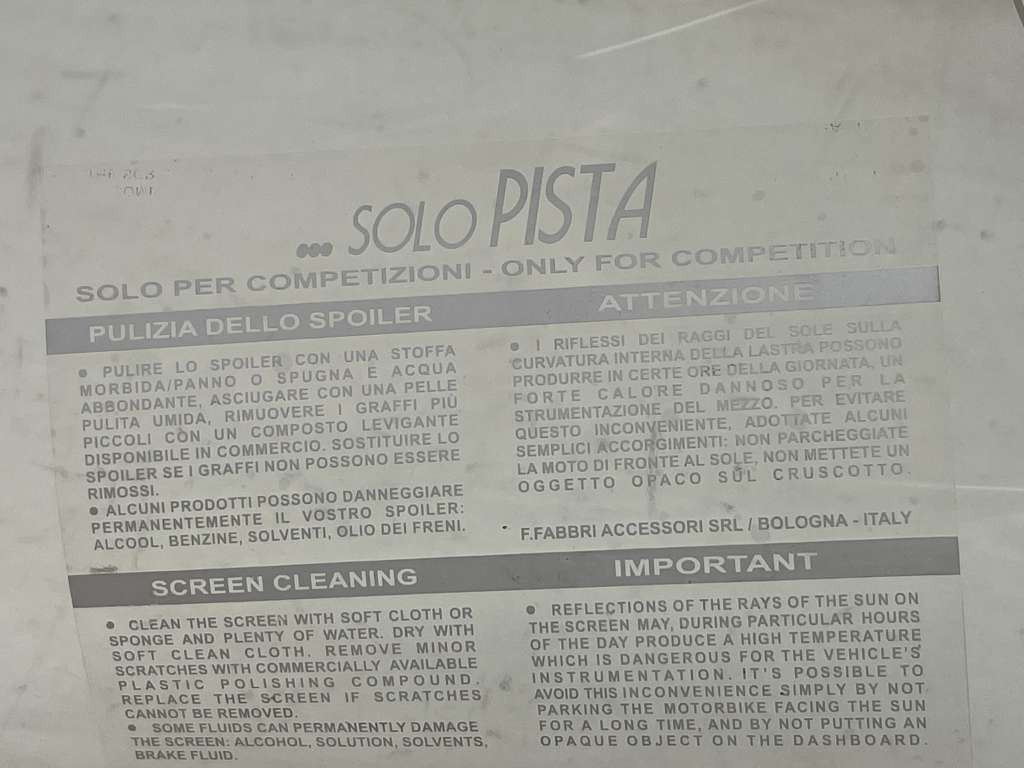 ... SOLO PISTA
SOLO PER COMPETIZIONI - ONLY FOR COMPETITION
PULIZIA DELLO SPOILER
● PULIRE LO SPOILER CON UNA STOFFA
MORBIDA/PANNO O SPUGNA E ACQUA
ABBONDANTE, ASCIUGARE CON UNA PELLE
PULITA UMIDA, RIMUOVERE I GRAFFI PIÙ
PICCOLI CON UN COMPOSTO LEVIGANTE
DISPONIBILE IN COMMERCIO. SOSTITUIRE LO
SPOILER SE I GRAFFI NON POSSONO ESSERE
RIMOSSI.
● ALCUNI PRODOTTI POSSONO DANNEGGIARE
PERMANENTEMENTE IL VOSTRO SPOILER:
ALCOOL, BENZINE, SOLVENTI, OLIO DEI FRENI.
ATTENZIONE
● I RIFLESSI DEI RAGGI DEL SOLE SULLA
CURVATURA INTERNA DELLA LASTRA POSSONO
PRODURRE IN CERTE ORE DELLA GIORNATA, UN
FORTE CALORE DANNOSO PER LA
STRUMENTAZIONE DEL MEZZO. PER EVITARE
QUESTO INCONVENIENTE, ADOTTATE ALCUNI
SEMPLICI ACCORGIMENTI: NON PARCHEGGIATE
LA MOTO DI FRONTE AL SOLE, NON METTETE UN
OGGETTO OPACO SUL CRUSCOTTO.
F.FABBRI ACCESSORI SRL / BOLOGNA - ITALY
SCREEN CLEANING
● CLEAN THE SCREEN WITH SOFT CLOTH OR
SPONGE AND PLENTY OF WATER. DRY WITH
SOFT CLEAN CLOTH. REMOVE MINOR
SCRATCHES WITH COMMERCIALLY AVAILABLE
PLASTIC POLISHING COMPOUND.
REPLACE THE SCREEN IF SCRATCHES
CANNOT BE REMOVED.
● SOME FLUIDS CAN PERMANENTLY DAMAGE
THE SCREEN: ALCOHOL, SOLUTION, SOLVENTS,
BRAKE FLUID.
IMPORTANT
● REFLECTIONS OF THE RAYS OF THE SUN ON
THE SCREEN MAY, DURING PARTICULAR HOURS
OF THE DAY PRODUCE A HIGH TEMPERATURE
WHICH IS DANGEROUS FOR THE VEHICLE'S
INSTRUMENTATION. IT'S POSSIBLE TO
AVOID THIS INCONVENIENCE SIMPLY BY NOT
PARKING THE MOTORBIKE FACING THE SUN
FOR A LONG TIME, AND BY NOT PUTTING AN
OPAQUE OBJECT ON THE DASHBOARD.